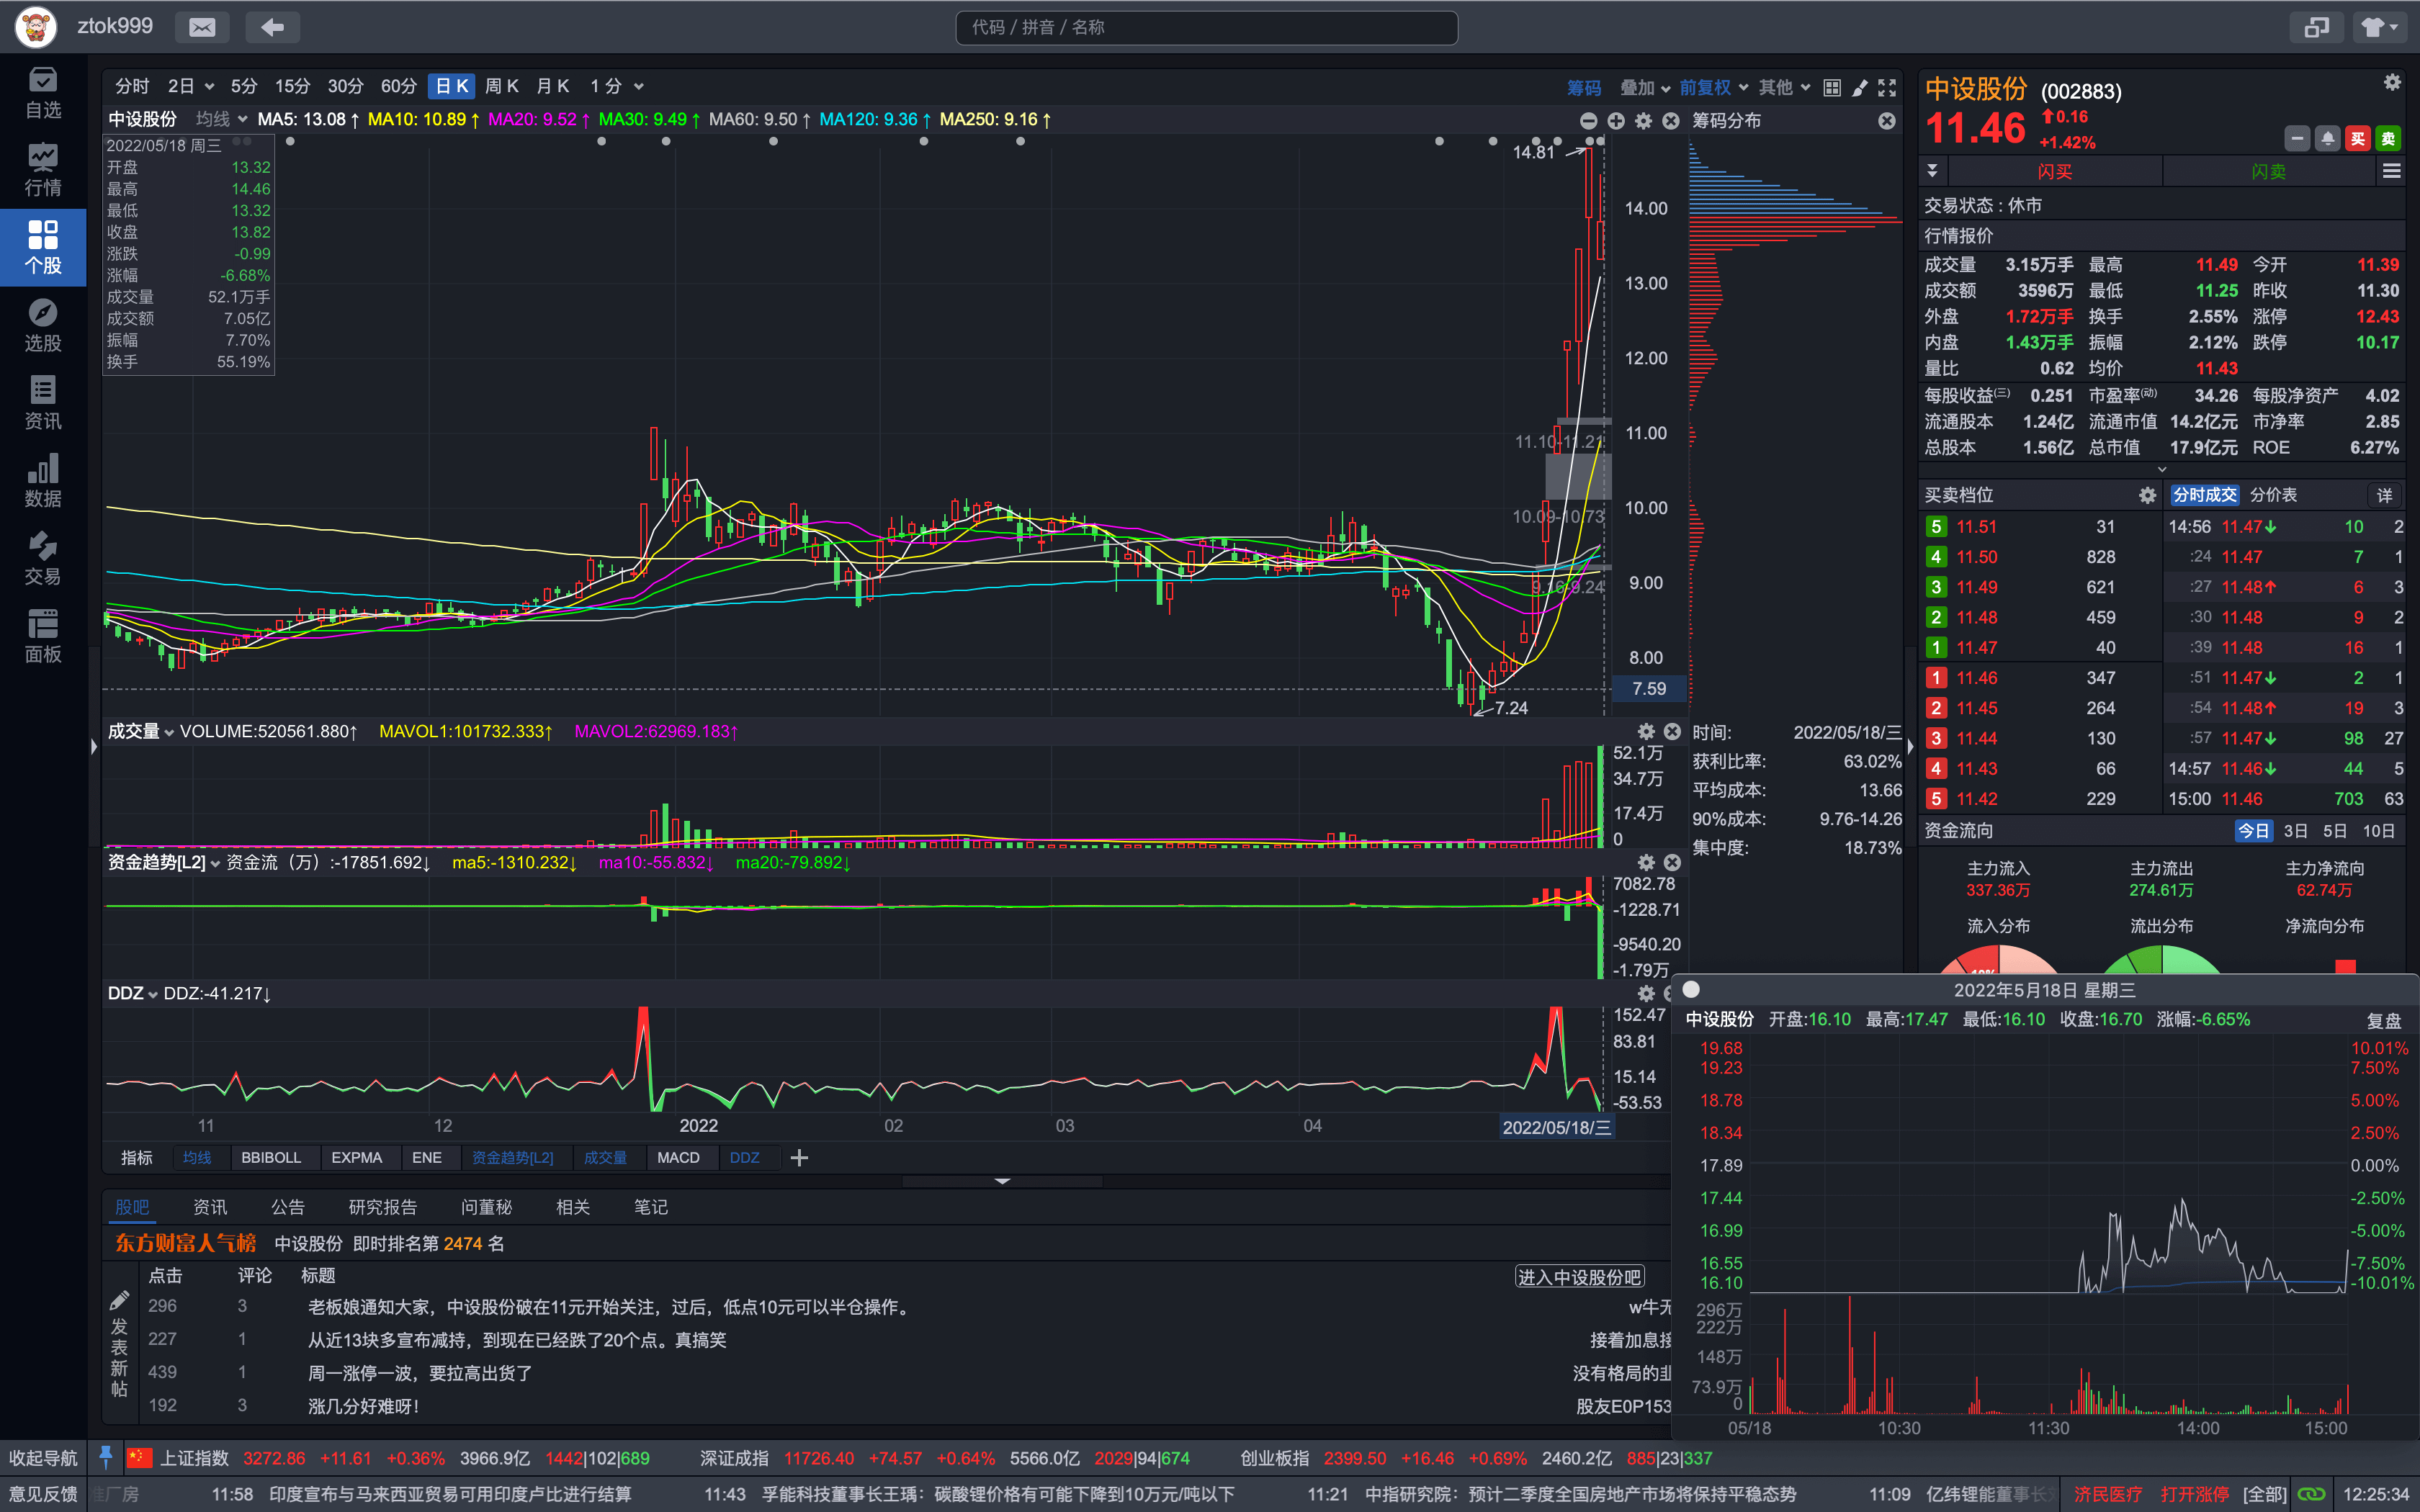 ztok999
代码 / 拼音 / 名称
自选
行情
个股
选股
资讯
数据
交易
面板
分时 2日 5分 15分 30分 60分 日K 周K 月K 1分 筹码 叠加 前复权 其他
中设股份 均线 MA5: 13.08↑ MA10: 10.89↑ MA20: 9.52↑ MA30: 9.49↑ MA60: 9.50↑ MA120: 9.36↑ MA250: 9.16↑ 筹码分布
2022/05/18 周三
开盘 13.32
最高 14.46
最低 13.32
收盘 13.82
涨跌 -0.99
涨幅 -6.68%
成交量 52.1万手
成交额 7.05亿
振幅 7.70%
换手 55.19%
14.81
14.00
13.00
12.00
11.00
10.00
9.00
8.00
7.59
11.10-11.21
10.09-10.73
9.16-9.24
7.24
成交量 VOLUME:520561.880↑ MAVOL1:101732.333↑ MAVOL2:62969.183↑
52.1万
34.7万
17.4万
0
时间: 2022/05/18/三
获利比率: 63.02%
平均成本: 13.66
90%成本: 9.76-14.26
集中度: 18.73%
资金趋势[L2] 资金流（万）:-17851.692↓ ma5:-1310.232↓ ma10:-55.832↓ ma20:-79.892↓
7082.78
-1228.71
-9540.20
-1.79万
DDZ DDZ:-41.217↓
152.47
83.81
15.14
-53.53
11 12 2022 02 03 04 2022/05/18/三
指标 均线 BBIBOLL EXPMA ENE 资金趋势[L2] 成交量 MACD DDZ
股吧 资讯 公告 研究报告 问董秘 相关 笔记
东方财富人气榜 中设股份 即时排名第 2474 名
点击 评论 标题 进入中设股份吧
发表新帖
296 3 老板娘通知大家，中设股份破在11元开始关注，过后，低点10元可以半仓操作。 w牛无
227 1 从近13块多宣布减持，到现在已经跌了20个点。真搞笑 接着加息接
439 1 周一涨停一波，要拉高出货了 没有格局的韭
192 3 涨几分好难呀！ 股友E0P153
中设股份 (002883)
11.46 0.16
+1.42%
买 卖
闪买 闪卖
交易状态：休市
行情报价
成交量 3.15万手 最高 11.49 今开 11.39
成交额 3596万 最低 11.25 昨收 11.30
外盘 1.72万手 换手 2.55% 涨停 12.43
内盘 1.43万手 振幅 2.12% 跌停 10.17
量比 0.62 均价 11.43
每股收益(三) 0.251 市盈率(动) 34.26 每股净资产 4.02
流通股本 1.24亿 流通市值 14.2亿元 市净率 2.85
总股本 1.56亿 总市值 17.9亿元 ROE 6.27%
买卖档位 分时成交 分价表 详
5 11.51 31 14:56 11.47↓ 10 2
4 11.50 828 :24 11.47 7 1
3 11.49 621 :27 11.48↑ 6 3
2 11.48 459 :30 11.48 9 2
1 11.47 40 :39 11.48 16 1
1 11.46 347 :51 11.47↓ 2 1
2 11.45 264 :54 11.48↑ 19 3
3 11.44 130 :57 11.47↓ 98 27
4 11.43 66 14:57 11.46↓ 44 5
5 11.42 229 15:00 11.46 703 63
资金流向 今日 3日 5日 10日
主力流入 主力流出 主力净流向
337.36万 274.61万 62.74万
流入分布 流出分布 净流向分布
2022年5月18日 星期三
中设股份 开盘:16.10 最高:17.47 最低:16.10 收盘:16.70 涨幅:-6.65% 复盘
19.68 10.01%
19.23 7.50%
18.78 5.00%
18.34 2.50%
17.89 0.00%
17.44 -2.50%
16.99 -5.00%
16.55 -7.50%
16.10 -10.01%
296万
222万
148万
73.9万
0
05/18 10:30 11:30 14:00 15:00
收起导航 上证指数 3272.86 +11.61 +0.36% 3966.9亿 1442|102|689 深证成指 11726.40 +74.57 +0.64% 5566.0亿 2029|94|674 创业板指 2399.50 +16.46 +0.69% 2460.2亿 885|23|337
意见反馈 厂房 11:58 印度宣布与马来西亚贸易可用印度卢比进行结算 11:43 孚能科技董事长王瑀：碳酸锂价格有可能下降到10万元/吨以下 11:21 中指研究院：预计二季度全国房地产市场将保持平稳态势 11:09 亿纬锂能董事长 济民医疗 打开涨停 [全部] 12:25:34